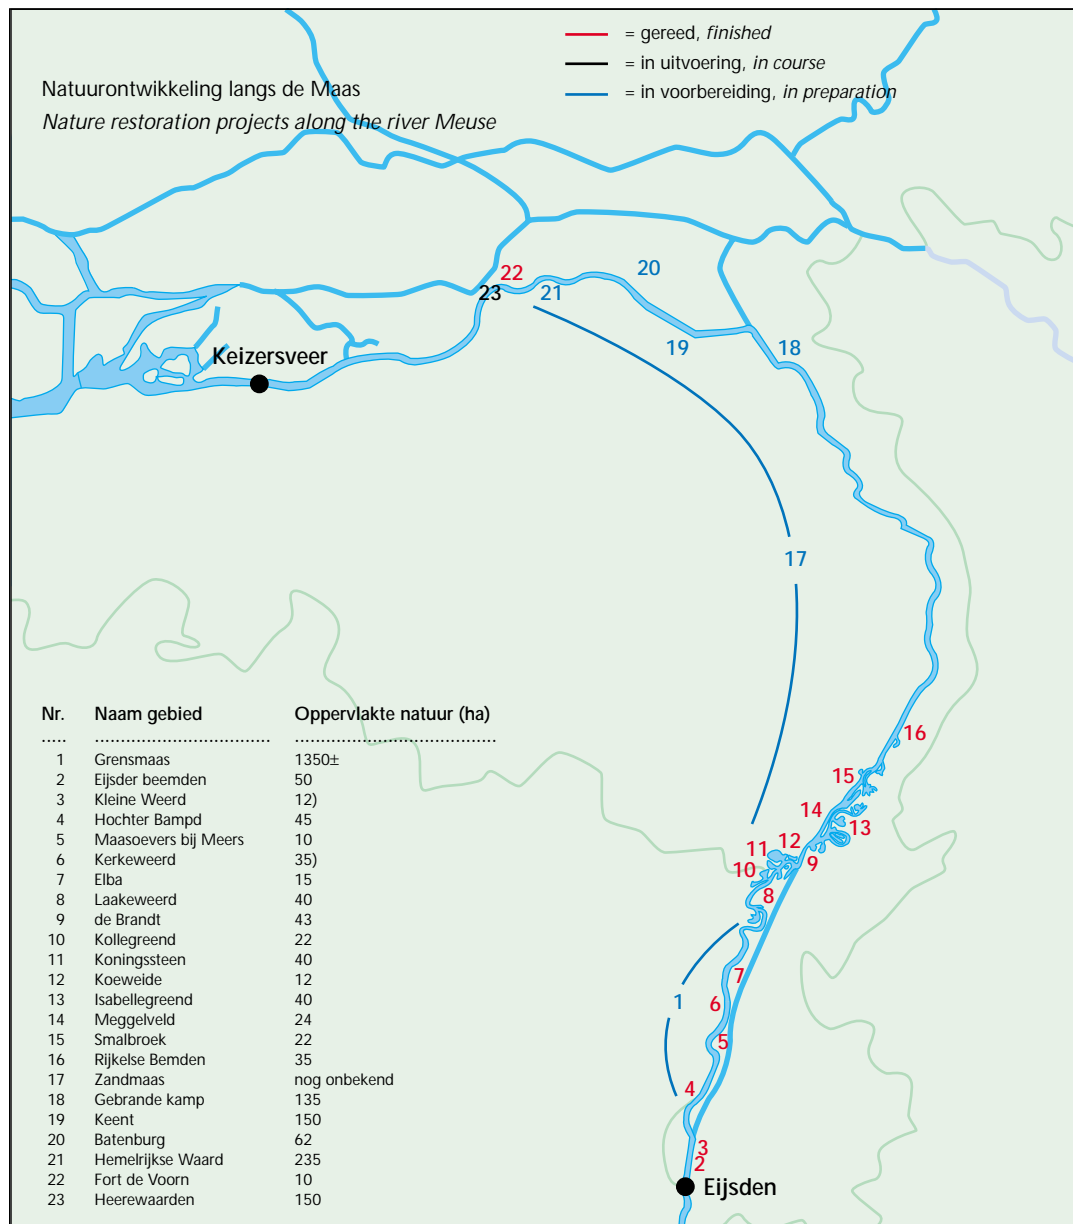 = gereed, finished
= in uitvoering, in course
= in voorbereiding, in preparation
Natuurontwikkeling langs de Maas
Nature restoration projects along the river Meuse
22
23
21
20
19
18
Keizersveer
17
16
15
14
13
12
11
10
9
8
7
1
6
5
4
3
2
Eijsden
Nr. Naam gebied Oppervlakte natuur (ha)
..... .................................. .......................................
1 Grensmaas 1350±
2 Eijsder beemden 50
3 Kleine Weerd 12)
4 Hochter Bampd 45
5 Maasoevers bij Meers 10
6 Kerkeweerd 35)
7 Elba 15
8 Laakeweerd 40
9 de Brandt 43
10 Kollegreend 22
11 Koningssteen 40
12 Koeweide 12
13 Isabellegreend 40
14 Meggelveld 24
15 Smalbroek 22
16 Rijkelse Bemden 35
17 Zandmaas nog onbekend
18 Gebrande kamp 135
19 Keent 150
20 Batenburg 62
21 Hemelrijkse Waard 235
22 Fort de Voorn 10
23 Heerewaarden 150